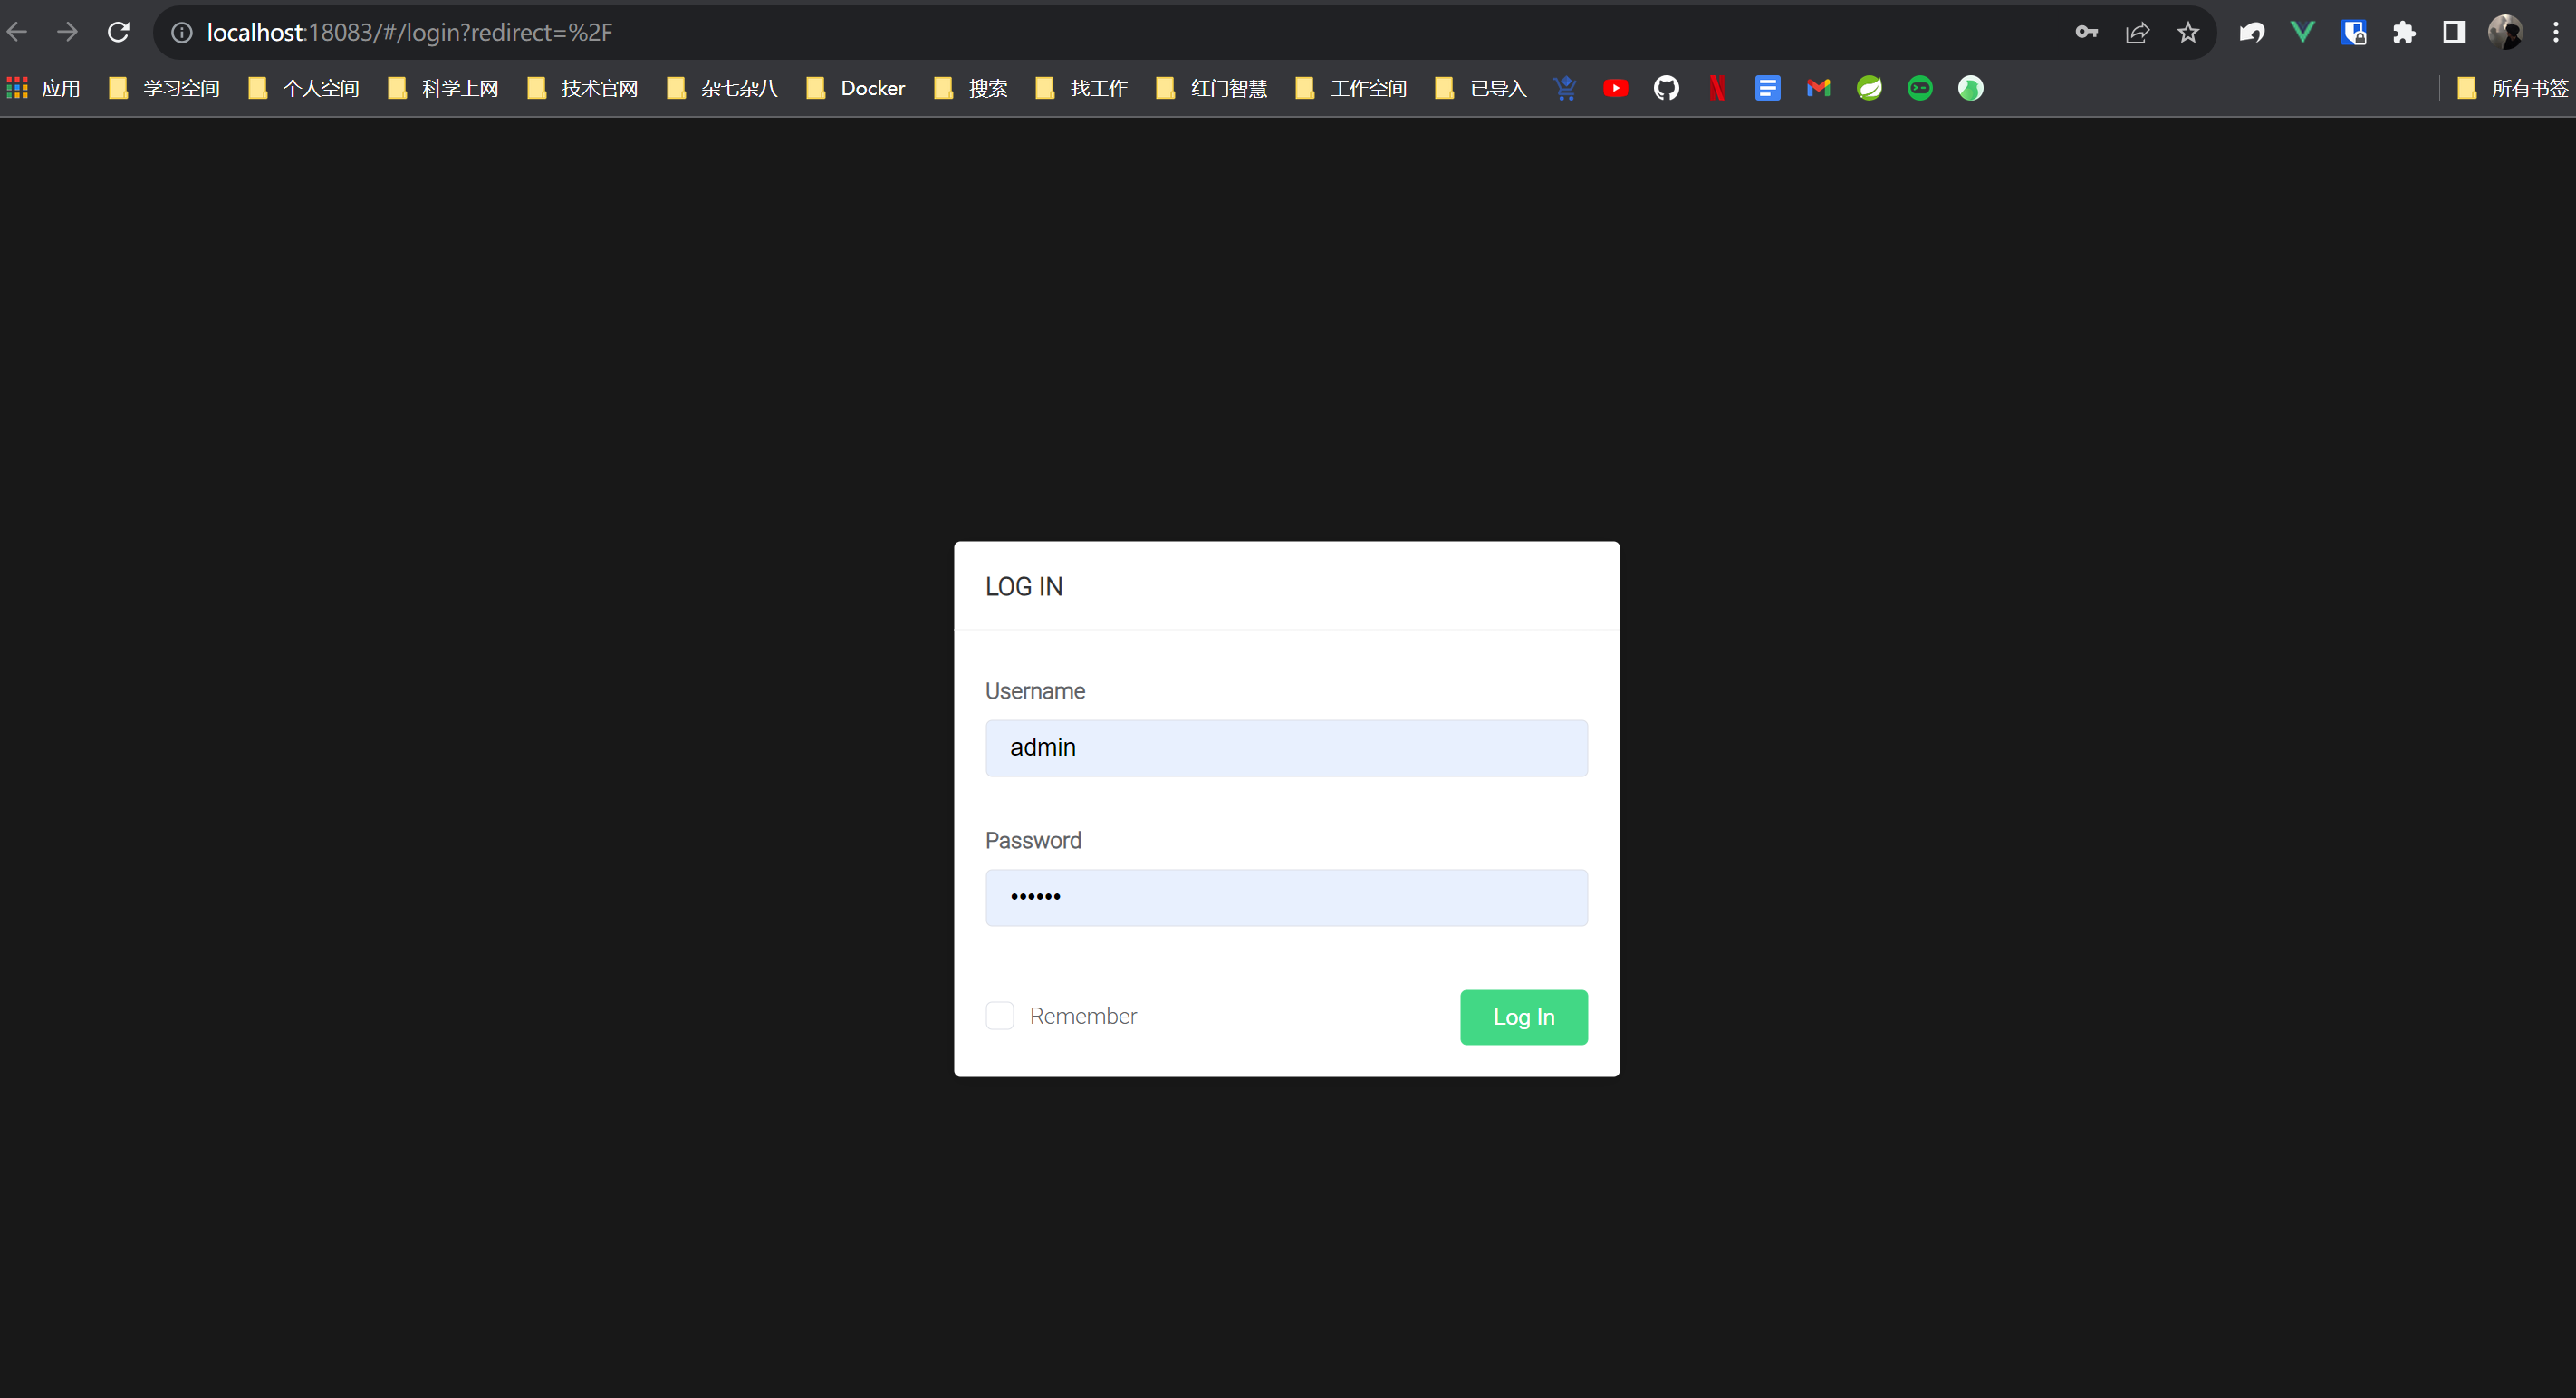 localhost:18083/#/login?redirect=%2F
应用 学习空间 个人空间 科学上网 技术官网 杂七杂八 Docker 搜索 找工作 红门智慧 工作空间 已导入 所有书签
LOG IN
Username
admin
Password
••••••
Remember Log In